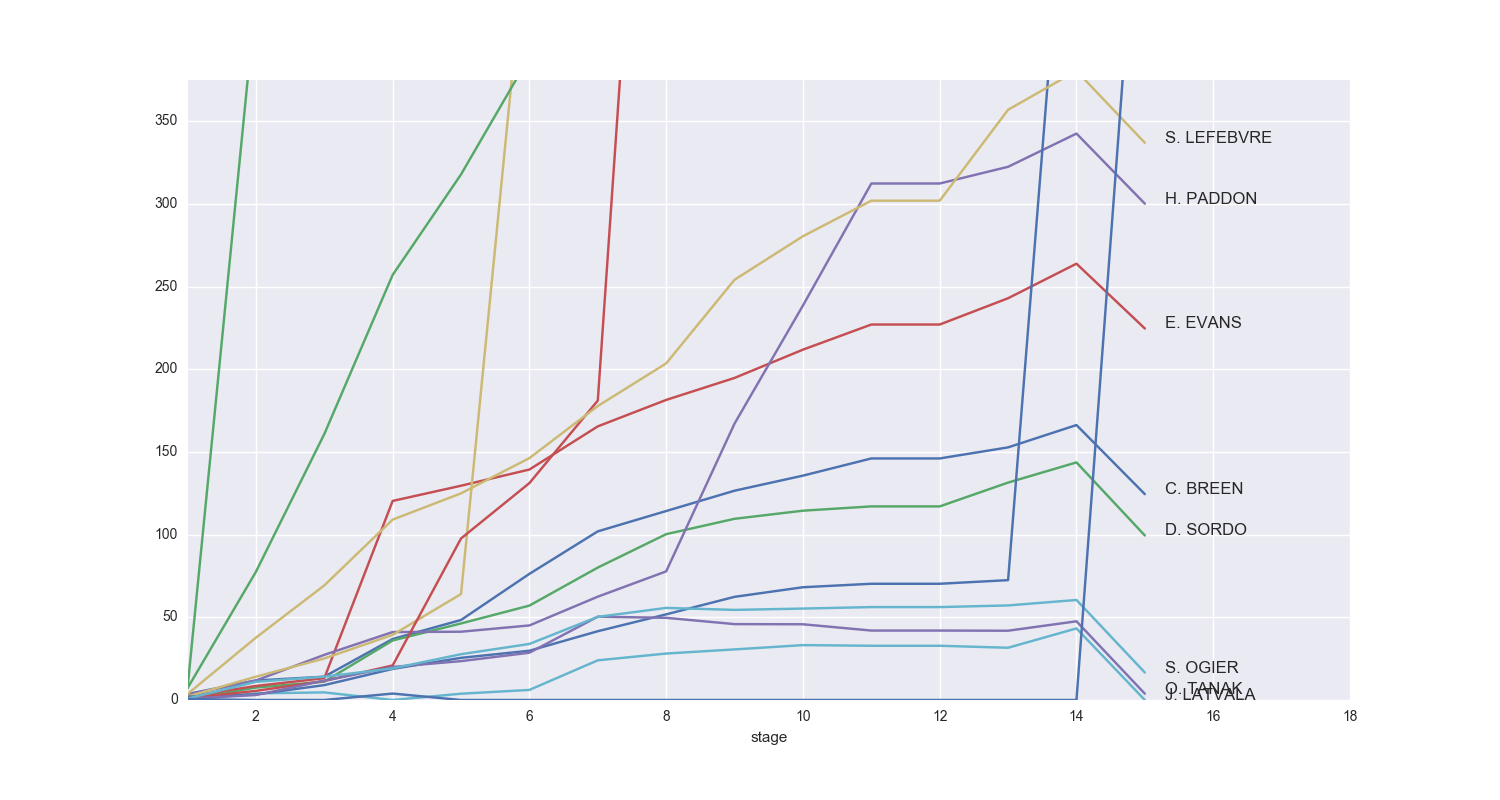 350
S. LEFEBVRE
300
H. PADDON
250
E. EVANS
200
150
C. BREEN
100
D. SORDO
50
S. OGIER
O. TANAK
J. LATVALA
0
2 4 6 8 10 12 14 16 18
stage